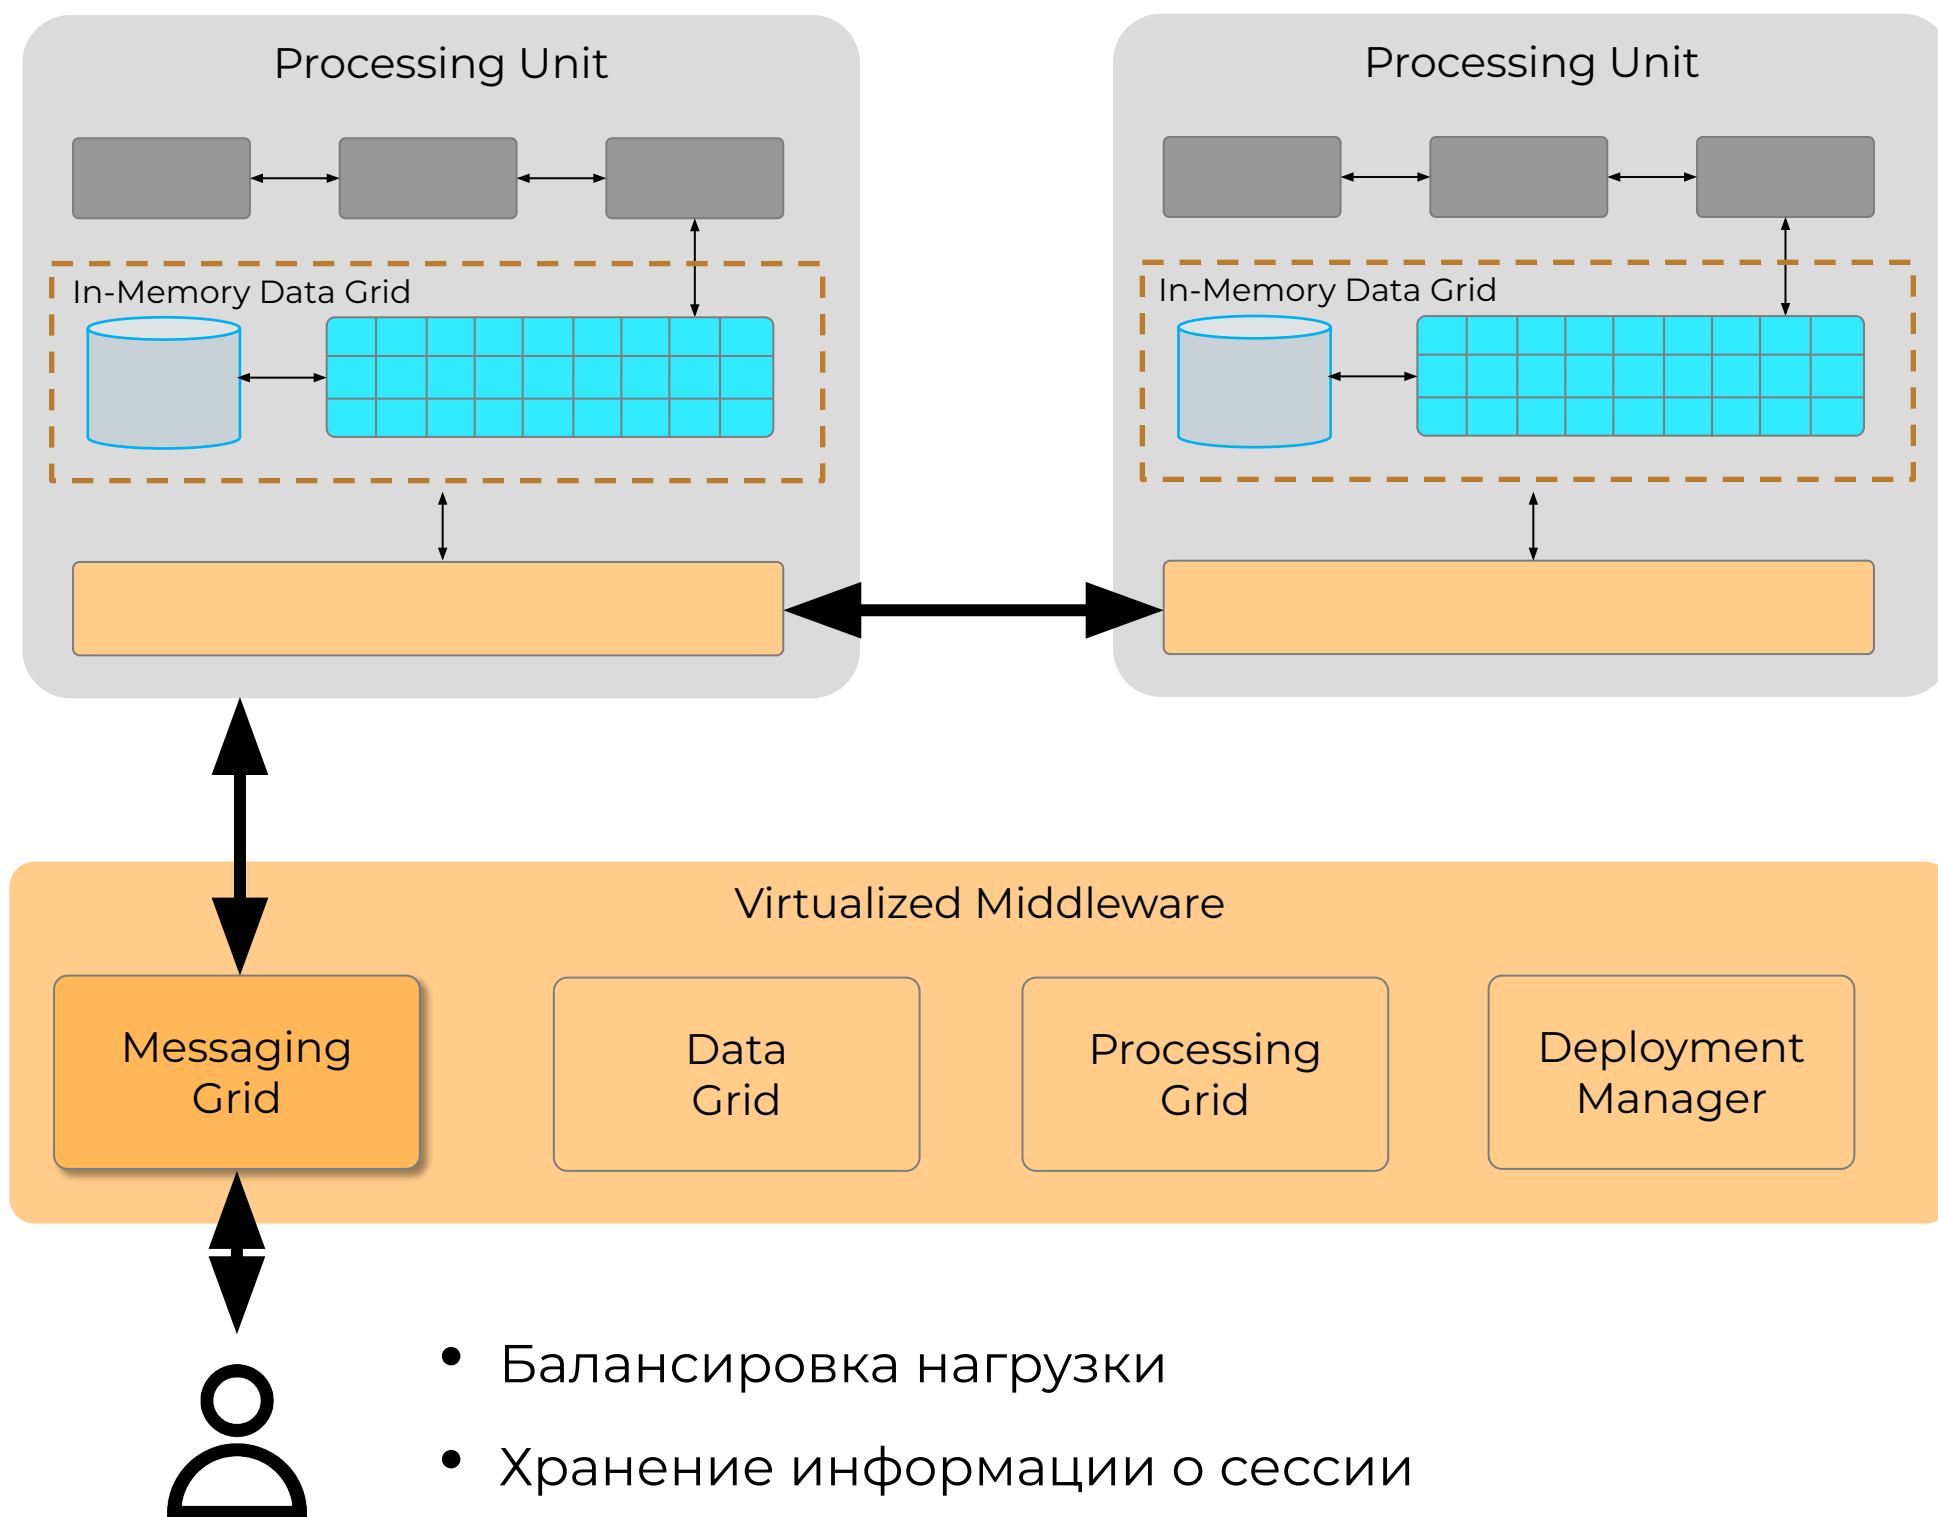 Processing Unit
Processing Unit
In-Memory Data Grid
In-Memory Data Grid
Virtualized Middleware
Messaging
Grid
Data
Grid
Processing
Grid
Deployment
Manager
• Балансировка нагрузки
• Хранение информации о сессии